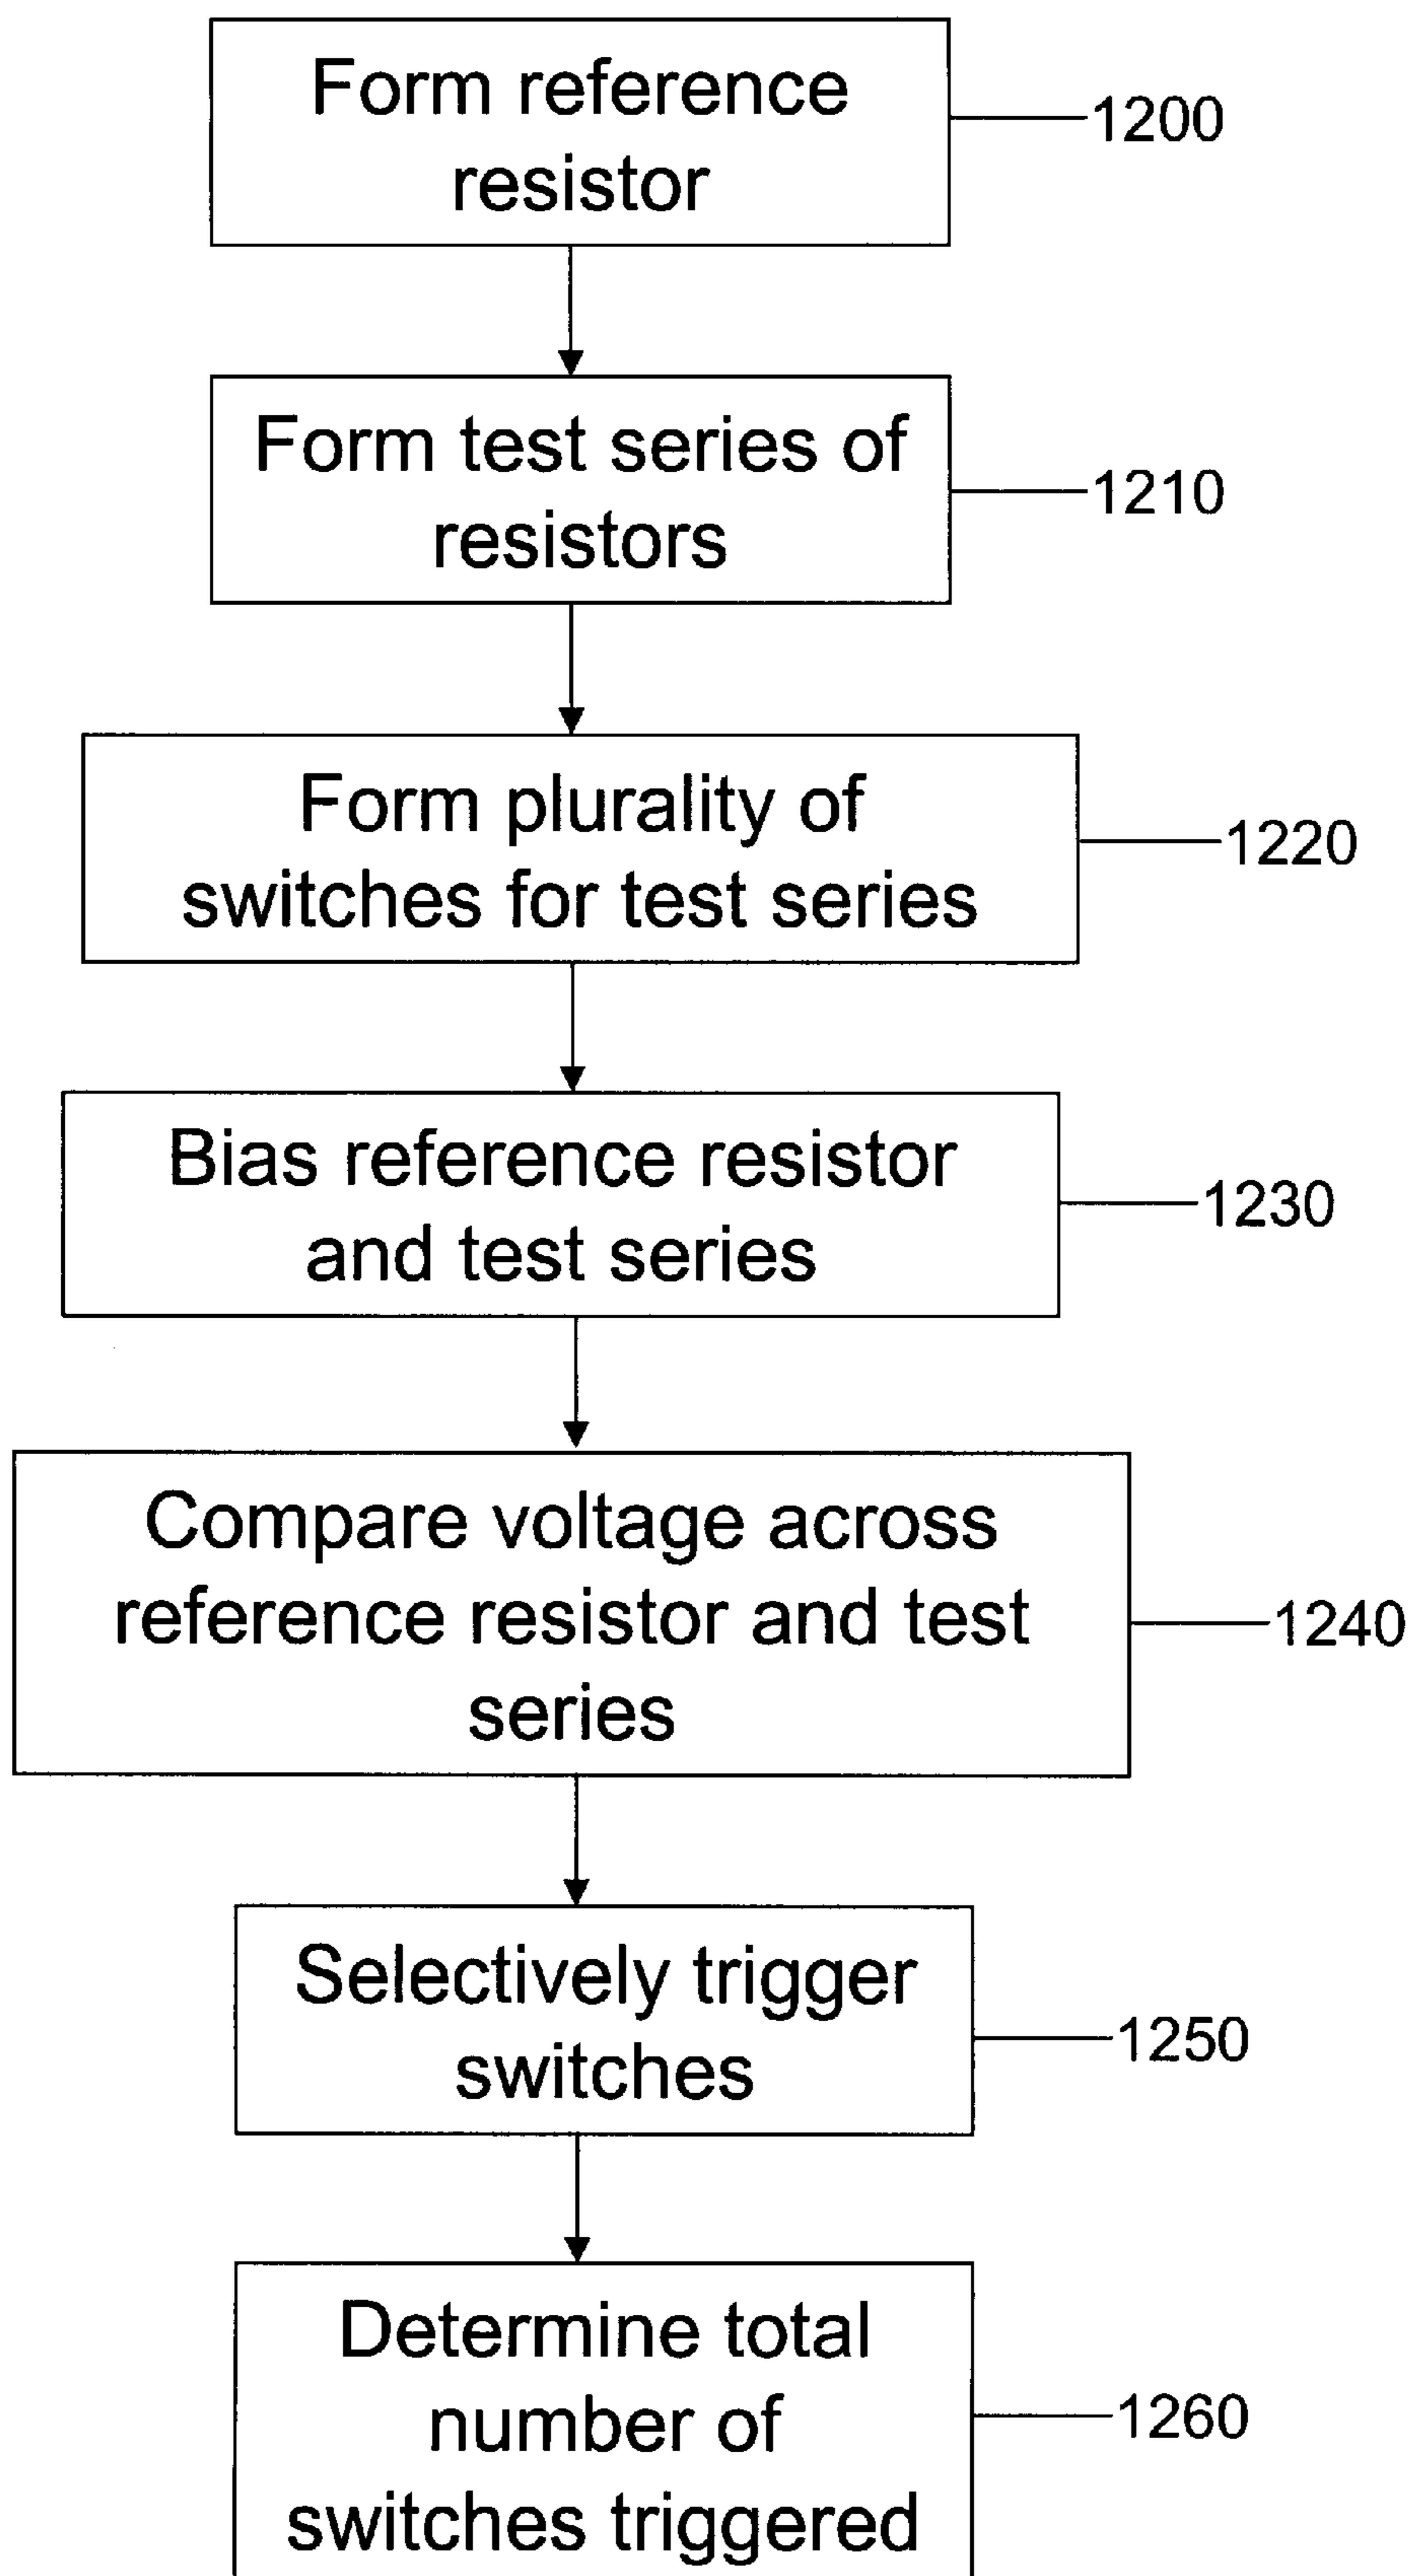 Form reference
resistor
1200
Form test series of
resistors
1210
Form plurality of
switches for test series
1220
Bias reference resistor
and test series
1230
Compare voltage across
reference resistor and test
series
1240
Selectively trigger
switches
1250
Determine total
number of
switches triggered
1260